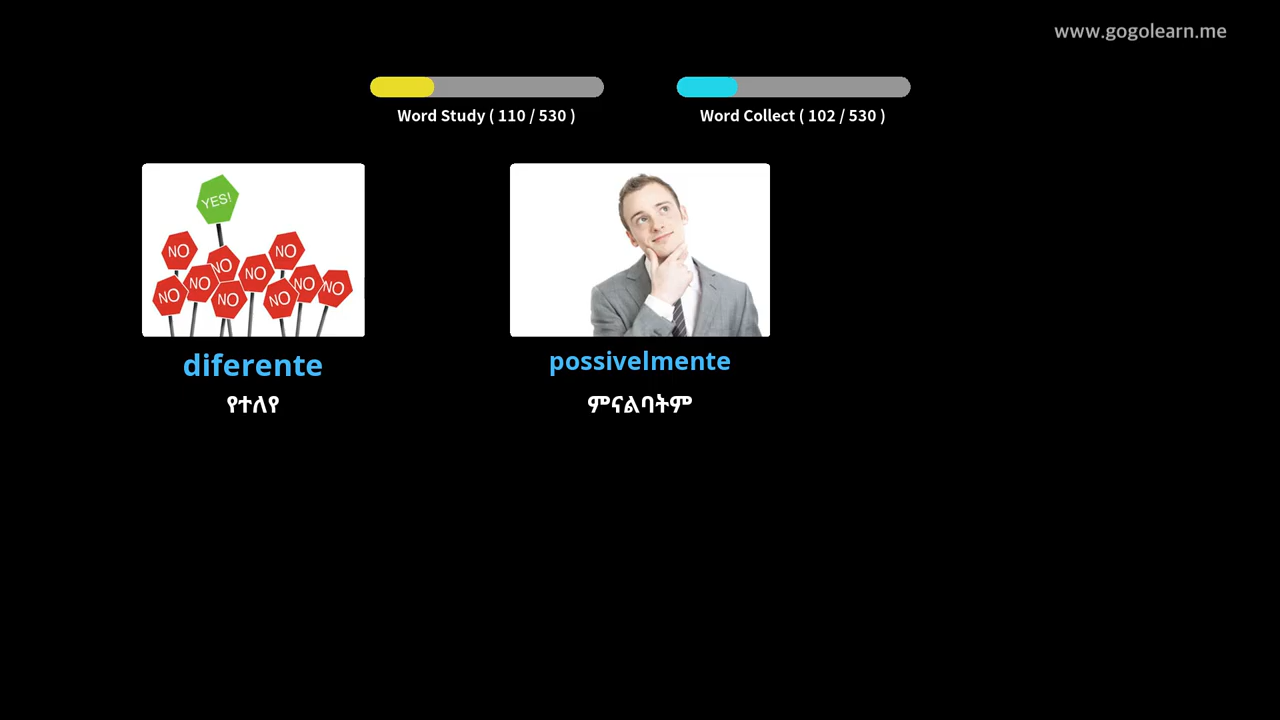 www.gogolearn.me
Word Study ( 110 / 530 )
Word Collect ( 102 / 530 )
YES!
NO
NO
NO
NO
NO
NO
NO
NO
NO
NO
diferente
የተለየ
possivelmente
ምናልባትም